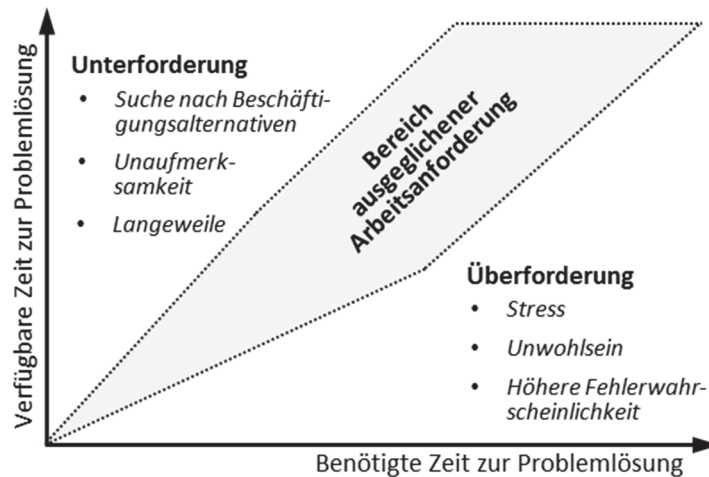 Verfügbare Zeit zur Problemlösung
Unterforderung
• Suche nach Beschäfti-
gungsalternativen
• Unaufmerk-
samkeit
• Langeweile
Bereich
ausgeglichener
Arbeitsanforderung
Überforderung
• Stress
• Unwohlsein
• Höhere Fehlerwahr-
scheinlichkeit
Benötigte Zeit zur Problemlösung